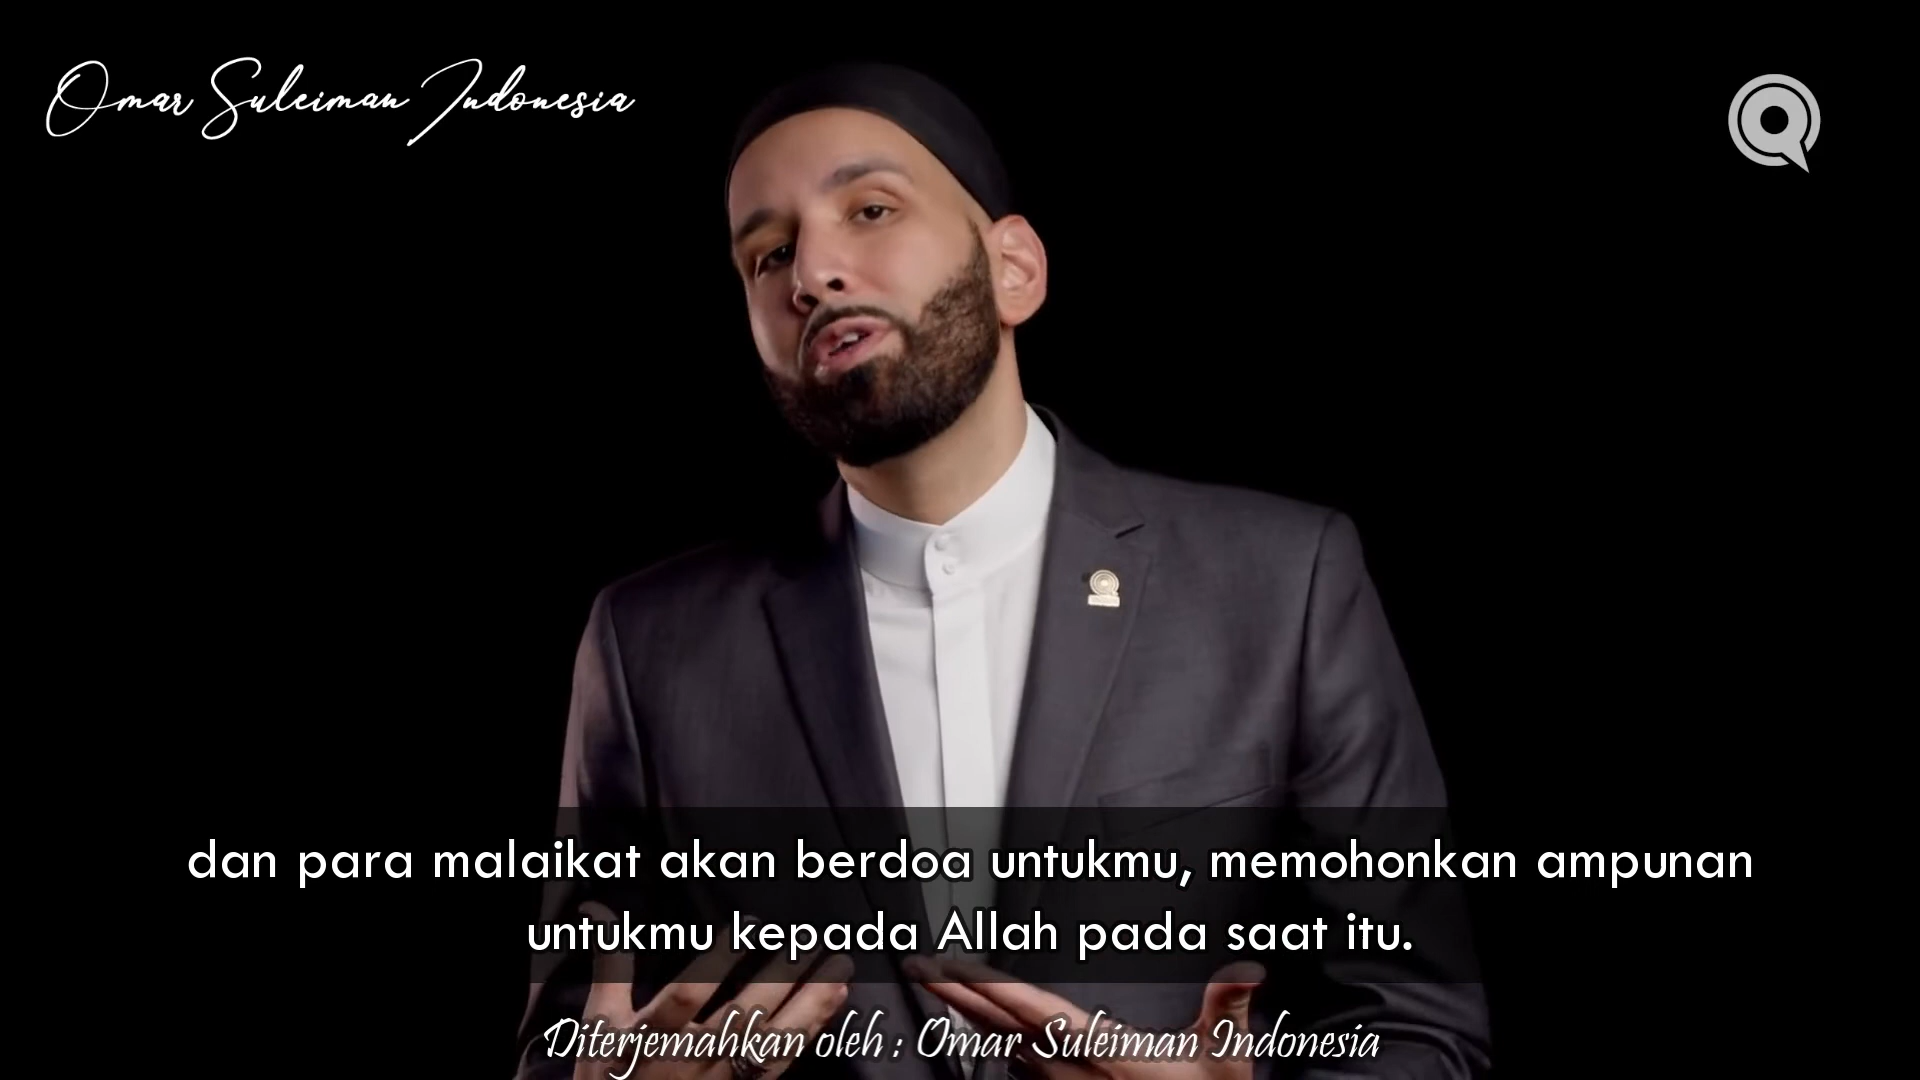 Omar Suleiman Indonesia
dan para malaikat akan berdoa untukmu, memohonkan ampunan
untukmu kepada Allah pada saat itu.
Diterjemahkan oleh : Omar Suleiman Indonesia